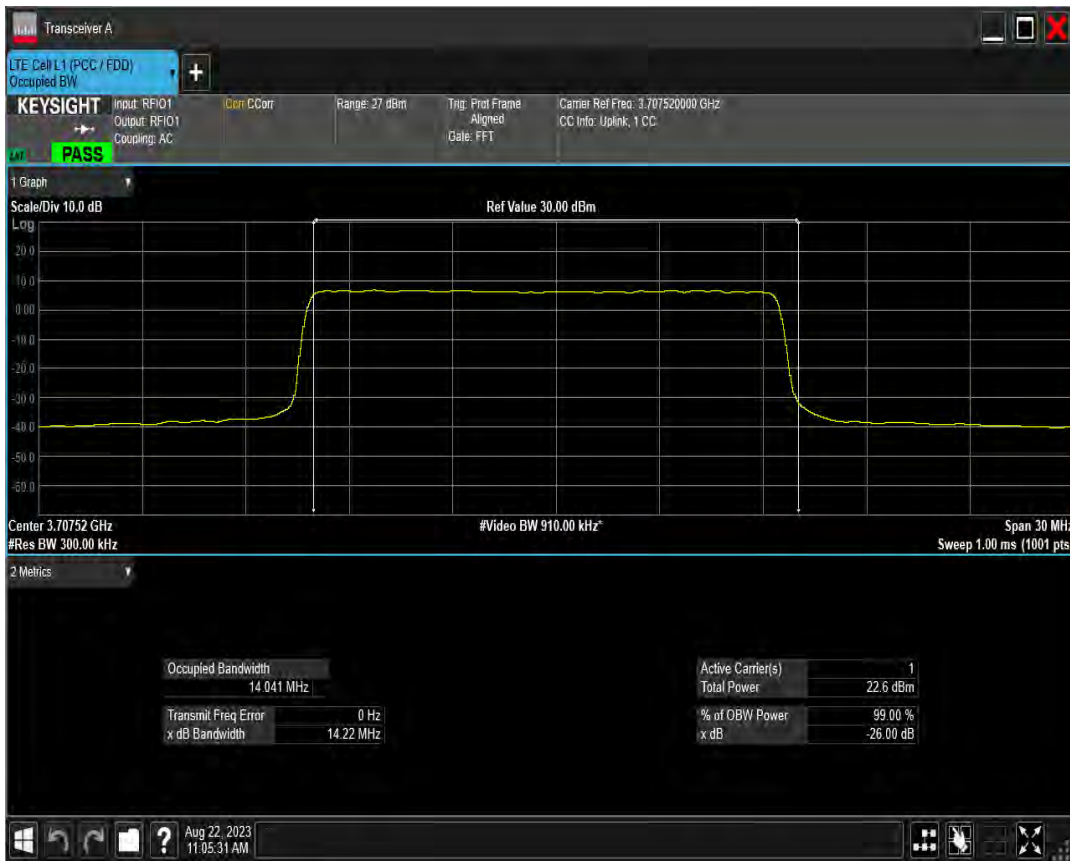 Transceiver A
LTE Cell L1 (PCC / FDD)
Occupied BW
+
KEYSIGHT
PASS
Input: RFIO1
Output: RFIO1
Coupling: AC
Corr CCorr
Range: 27 dBm
Trig: Prot Frame
Aligned
Gate: FFT
Carrier Ref Freq: 3.707520000 GHz
CC Info: Uplink, 1 CC
1 Graph
Scale/Div 10.0 dB
Ref Value 30.00 dBm
Log
20.0
10.0
0.00
-10.0
-20.0
-30.0
-40.0
-50.0
-60.0
Center 3.70752 GHz
#Video BW 910.00 kHz*
Span 30 MHz
#Res BW 300.00 kHz
Sweep 1.00 ms (1001 pts
2 Metrics
Occupied Bandwidth
14.041 MHz
Transmit Freq Error 0 Hz
x dB Bandwidth 14.22 MHz
Active Carrier(s) 1
Total Power 22.6 dBm
% of OBW Power 99.00 %
x dB -26.00 dB
?
Aug 22, 2023
11:05:31 AM